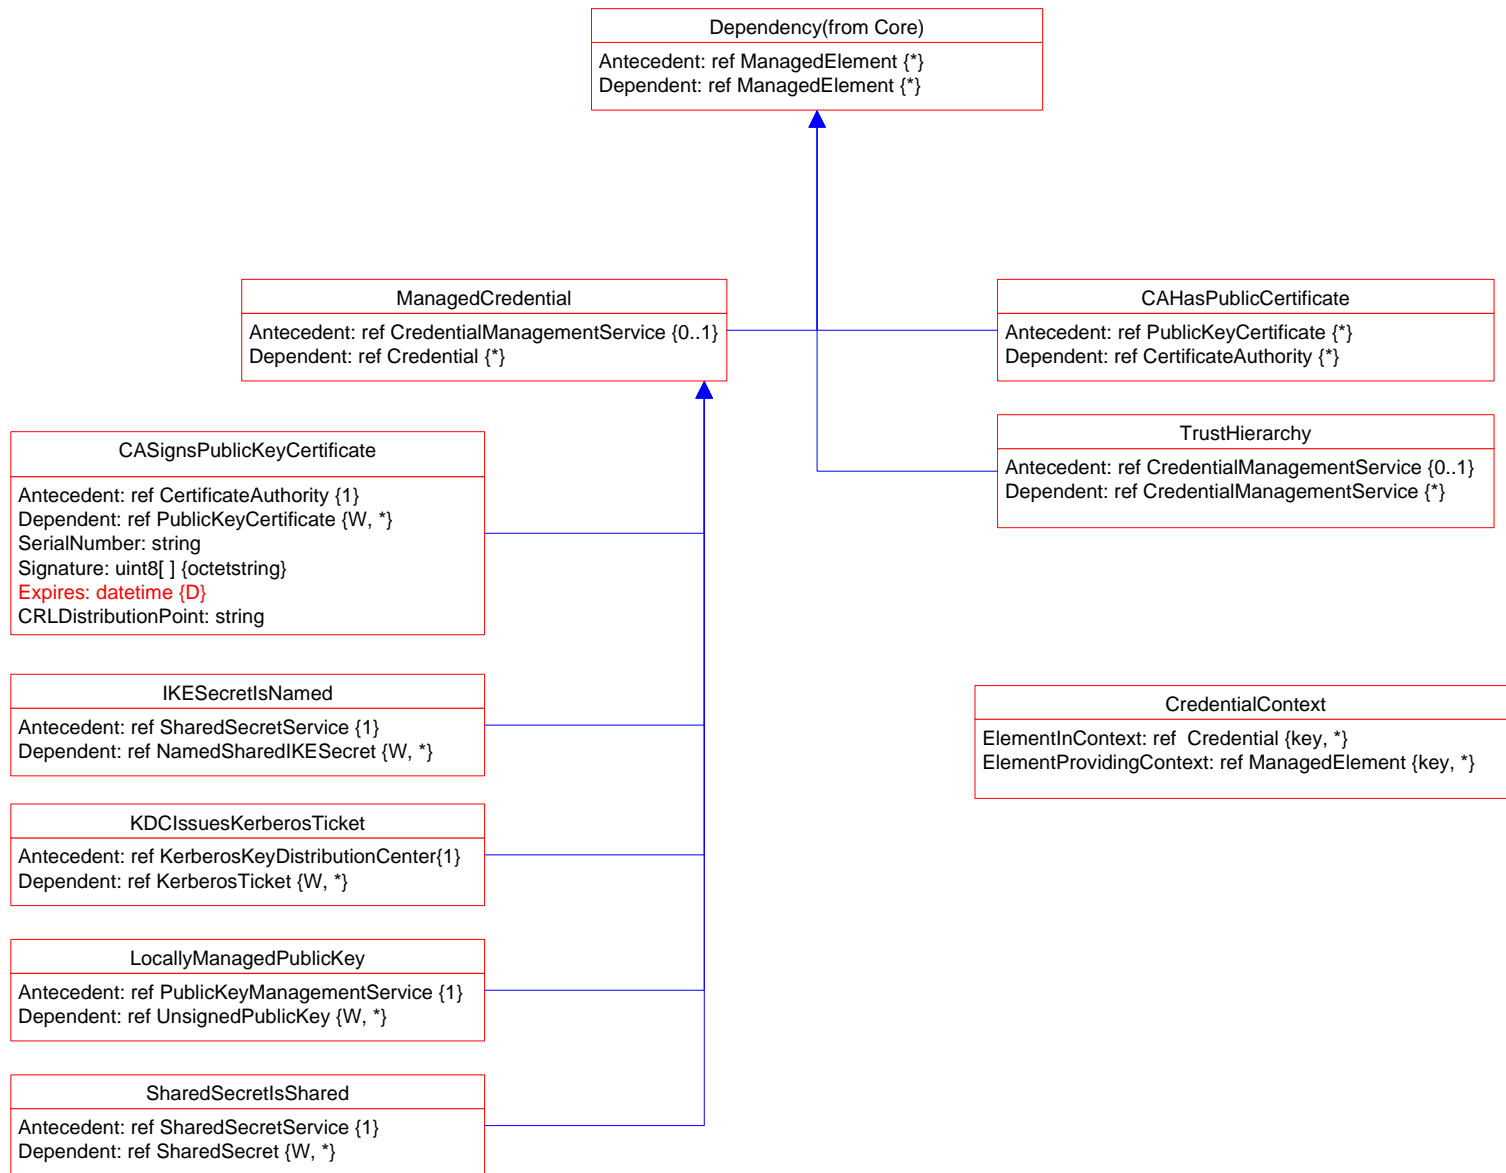 Dependency(from Core)
Antecedent: ref ManagedElement {*}
Dependent: ref ManagedElement {*}
ManagedCredential
Antecedent: ref CredentialManagementService {0..1}
Dependent: ref Credential {*}
CAHasPublicCertificate
Antecedent: ref PublicKeyCertificate {*}
Dependent: ref CertificateAuthority {*}
TrustHierarchy
Antecedent: ref CredentialManagementService {0..1}
Dependent: ref CredentialManagementService {*}
CASignsPublicKeyCertificate
Antecedent: ref CertificateAuthority {1}
Dependent: ref PublicKeyCertificate {W, *}
SerialNumber: string
Signature: uint8[ ] {octetstring}
Expires: datetime {D}
CRLDistributionPoint: string
IKESecretIsNamed
Antecedent: ref SharedSecretService {1}
Dependent: ref NamedSharedIKESecret {W, *}
CredentialContext
ElementInContext: ref  Credential {key, *}
ElementProvidingContext: ref ManagedElement {key, *}
KDCIssuesKerberosTicket
Antecedent: ref KerberosKeyDistributionCenter{1}
Dependent: ref KerberosTicket {W, *}
LocallyManagedPublicKey
Antecedent: ref PublicKeyManagementService {1}
Dependent: ref UnsignedPublicKey {W, *}
SharedSecretIsShared
Antecedent: ref SharedSecretService {1}
Dependent: ref SharedSecret {W, *}